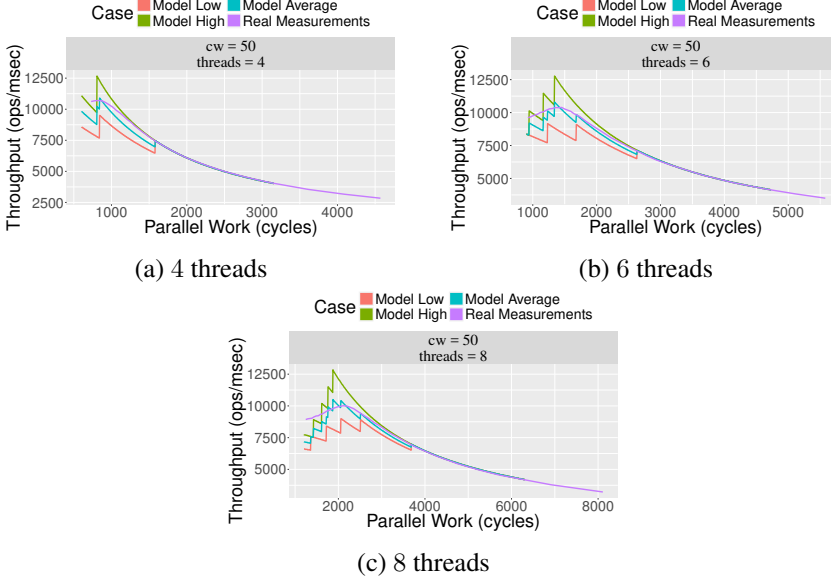 Case Model Low Model Average
Model High Real Measurements
cw = 50
threads = 4
Throughput (ops/msec)
12500
10000
7500
5000
2500
1000 2000 3000 4000
Parallel Work (cycles)
(a) 4 threads
Case Model Low Model Average
Model High Real Measurements
cw = 50
threads = 6
Throughput (ops/msec)
12500
10000
7500
5000
1000 2000 3000 4000 5000
Parallel Work (cycles)
(b) 6 threads
Case Model Low Model Average
Model High Real Measurements
cw = 50
threads = 8
Throughput (ops/msec)
12500
10000
7500
5000
2000 4000 6000 8000
Parallel Work (cycles)
(c) 8 threads